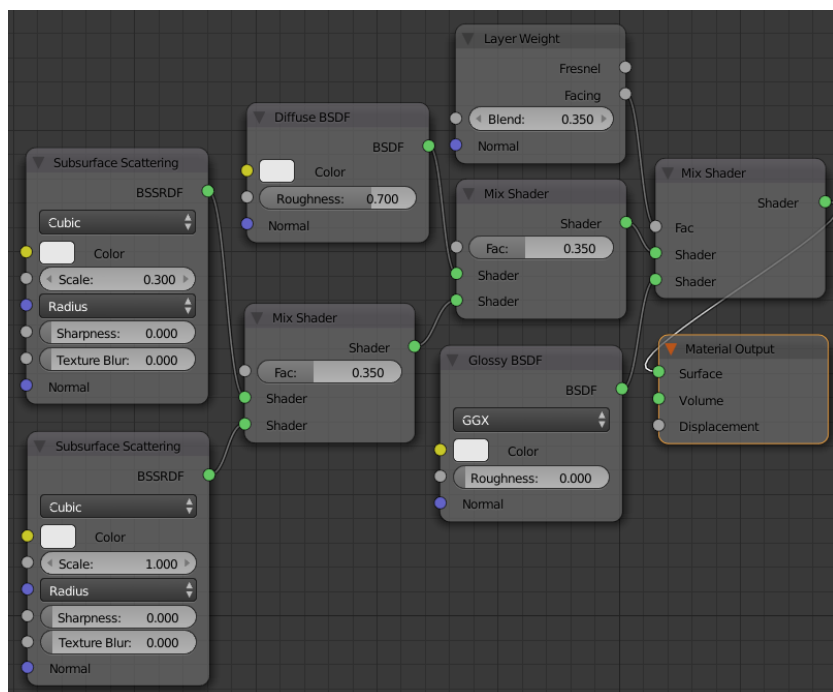 Layer Weight
Fresnel
Facing
Blend: 0.350
Normal
Diffuse BSDF
BSDF
Color
Roughness: 0.700
Normal
Subsurface Scattering
BSSRDF
Cubic
Color
Scale: 0.300
Radius
Sharpness: 0.000
Texture Blur: 0.000
Normal
Mix Shader
Shader
Fac: 0.350
Shader
Shader
Mix Shader
Shader
Fac
Shader
Shader
Mix Shader
Shader
Fac: 0.350
Shader
Shader
Glossy BSDF
BSDF
GGX
Color
Roughness: 0.000
Normal
Material Output
Surface
Volume
Displacement
Subsurface Scattering
BSSRDF
Cubic
Color
Scale: 1.000
Radius
Sharpness: 0.000
Texture Blur: 0.000
Normal